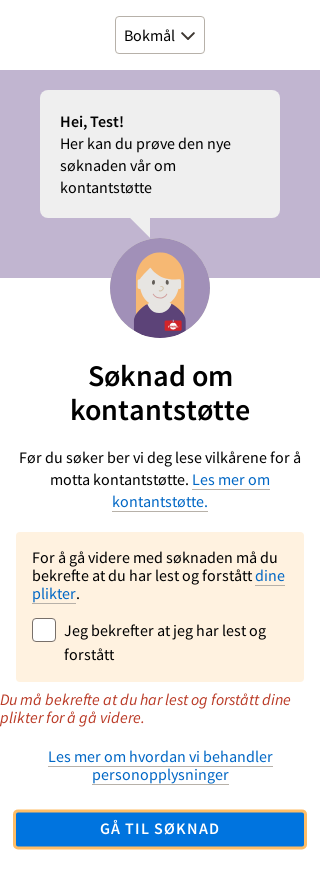 Bokmål
Hei, Test!
Her kan du prøve den nye
søknaden vår om
kontantstøtte
Søknad om
kontantstøtte
Før du søker ber vi deg lese vilkårene for å
motta kontantstøtte. Les mer om
kontantstøtte.
For å gå videre med søknaden må du
bekrefte at du har lest og forstått dine
plikter.
Jeg bekrefter at jeg har lest og
forstått
Du må bekrefte at du har lest og forstått dine
plikter for å gå videre.
Les mer om hvordan vi behandler
personopplysninger
GÅ TIL SØKNAD